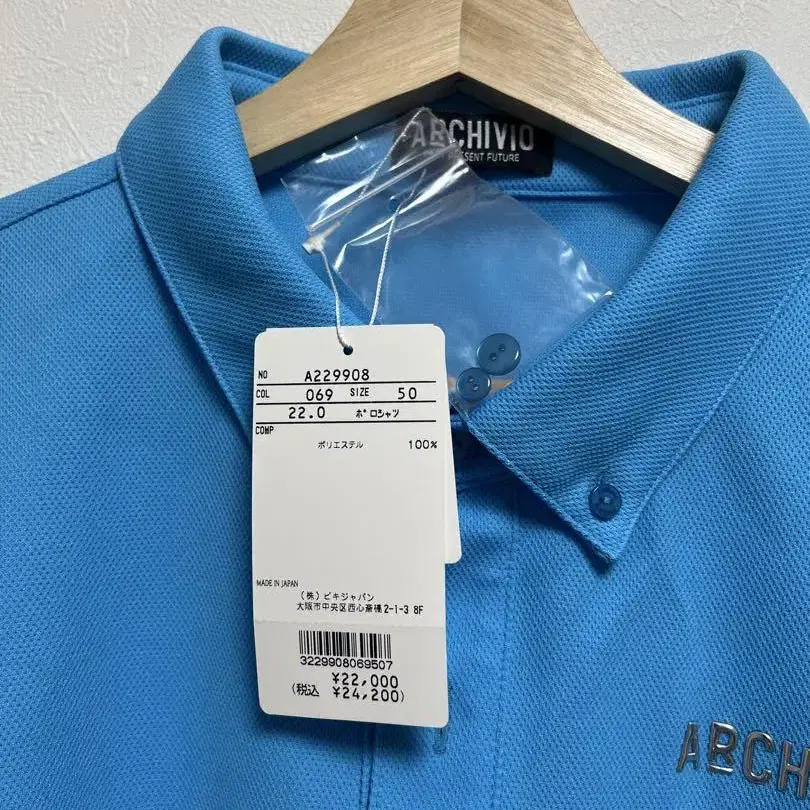 ARCHIVIO
ESENT FUTURE
NO A229908
COL 069 SIZE 50
22.0 ポロシャツ
COMP
ポリエステル 100%
MADE IN JAPAN
(株)ビキジャパン
大阪市中央区西心斎橋2-1-3 8F
3229908069507
¥22,000
(税込 ¥24,200)
ARCH